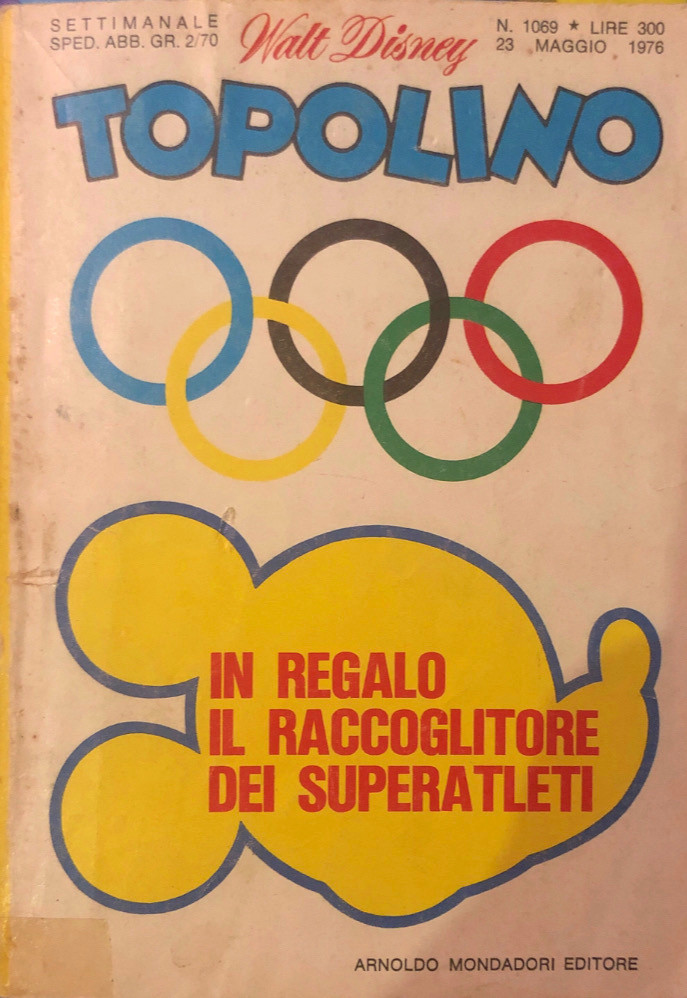 SETTIMANALE
SPED. ABB. GR. 2/70
Walt Disney
N. 1069 * LIRE 300
23 MAGGIO 1976
TOPOLINO
IN REGALO
IL RACCOGLITORE
DEI SUPERATLETI
ARNOLDO MONDADORI EDITORE